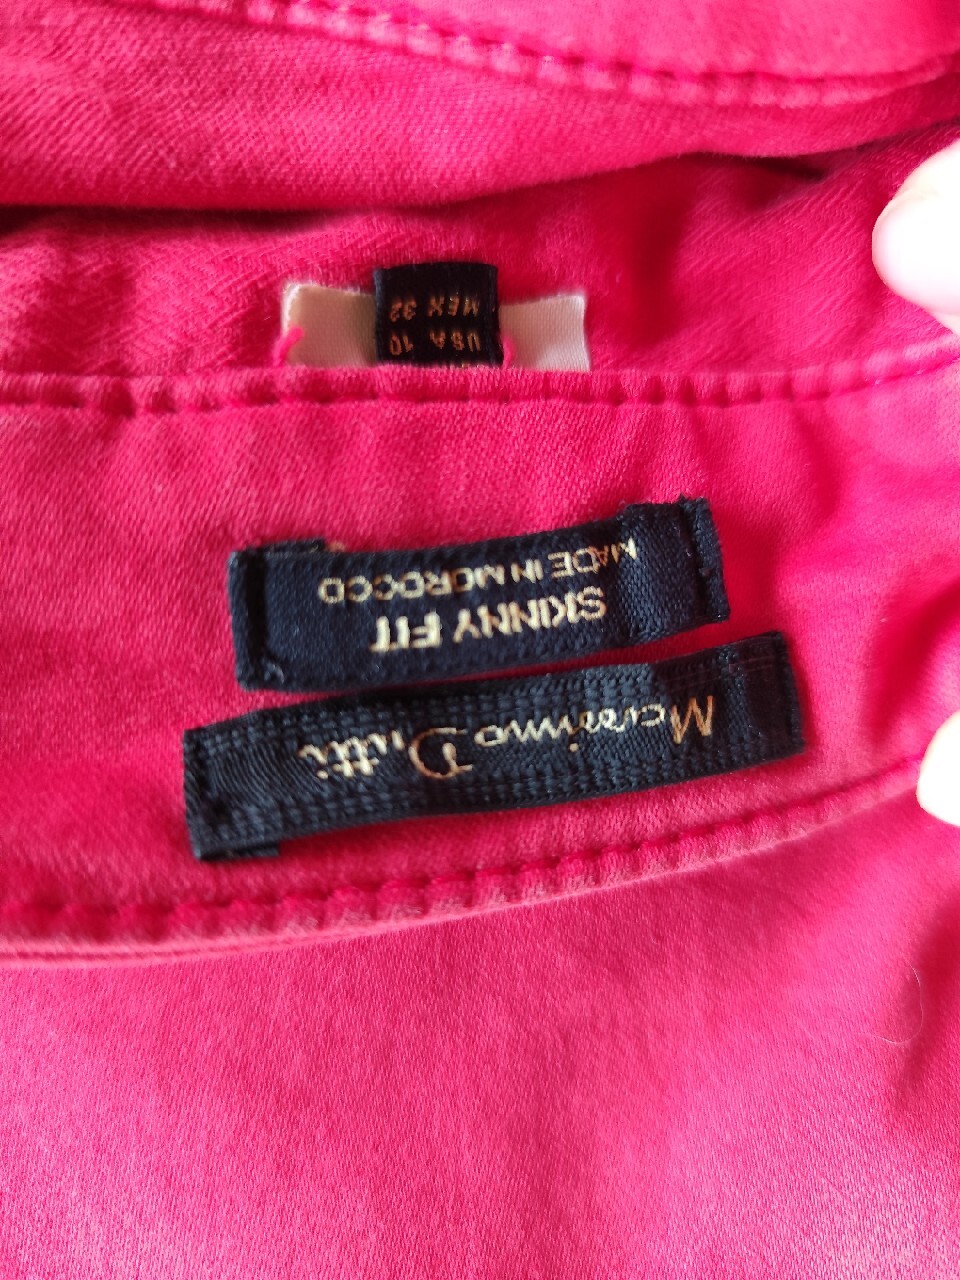 Massimo Dutti
SKINNY FIT
MADE IN MOROCCO
USA 10
MEX 32